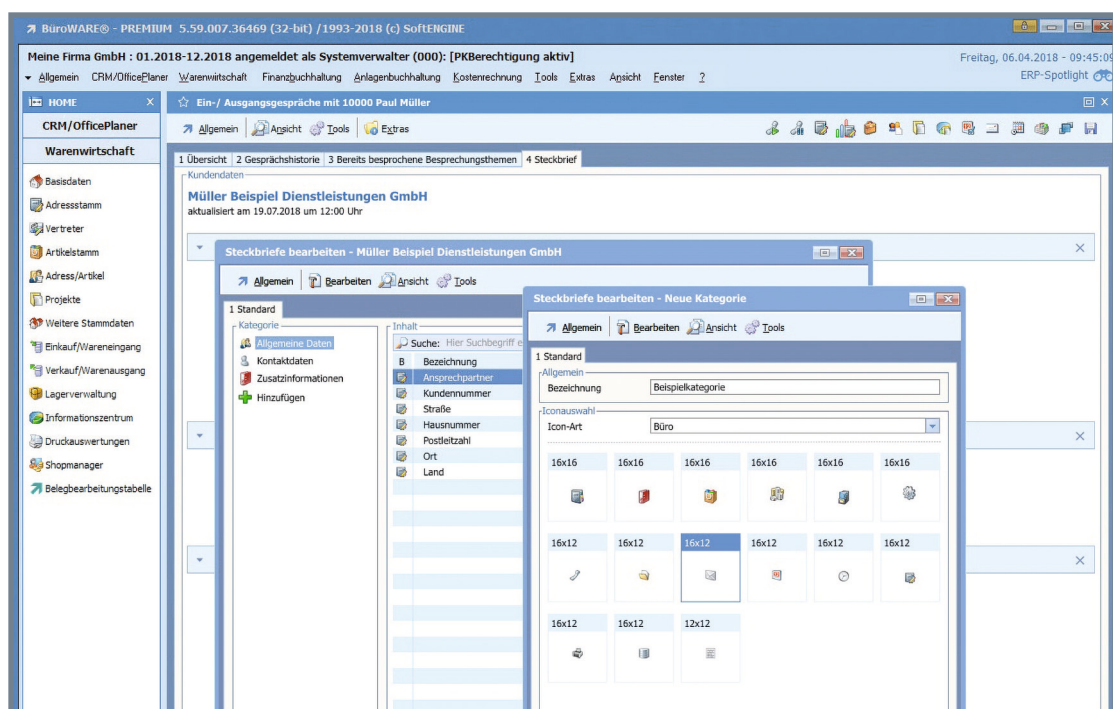 BüroWARE® - PREMIUM 5.59.007.36469 (32-bit) /1993-2018 (c) SoftENGINE
Meine Firma GmbH : 01.2018-12.2018 angemeldet als Systemverwalter (000): [PKBerechtigung aktiv]
Freitag, 06.04.2018 - 09:45:09
Allgemein CRM/OfficePlaner Warenwirtschaft Finanzbuchhaltung Anlagenbuchhaltung Kostenrechnung Tools Extras Ansicht Fenster ?
ERP-Spotlight
HOME X
CRM/OfficePlaner
Warenwirtschaft
Basisdaten
Adressstamm
Vertreter
Artikelstamm
Adress/Artikel
Projekte
Weitere Stammdaten
Einkauf/Wareneingang
Verkauf/Warenausgang
Lagerverwaltung
Informationszentrum
Druckauswertungen
Shopmanager
Belegbearbeitungstabelle
Ein-/ Ausgangsgespräche mit 10000 Paul Müller
Allgemein Ansicht Tools Extras
1 Übersicht 2 Gesprächshistorie 3 Bereits besprochene Besprechungsthemen 4 Steckbrief
Kundendaten
Müller Beispiel Dienstleistungen GmbH
aktualisiert am 19.07.2018 um 12:00 Uhr
Steckbriefe bearbeiten - Müller Beispiel Dienstleistungen GmbH
Allgemein Bearbeiten Ansicht Tools
1 Standard
Kategorie
Allgemeine Daten
Kontaktdaten
Zusatzinformationen
Hinzufügen
Inhalt
Suche: Hier Suchbegriff e
B Bezeichnung
Ansprechpartner
Kundennummer
Straße
Hausnummer
Postleitzahl
Ort
Land
Steckbriefe bearbeiten - Neue Kategorie
Allgemein Bearbeiten Ansicht Tools
1 Standard
Allgemein
Bezeichnung Beispielkategorie
Iconauswahl
Icon-Art Büro
16x16 16x16 16x16 16x16 16x16 16x16
16x12 16x12 16x12 16x12 16x12 16x12
16x12 16x12 12x12